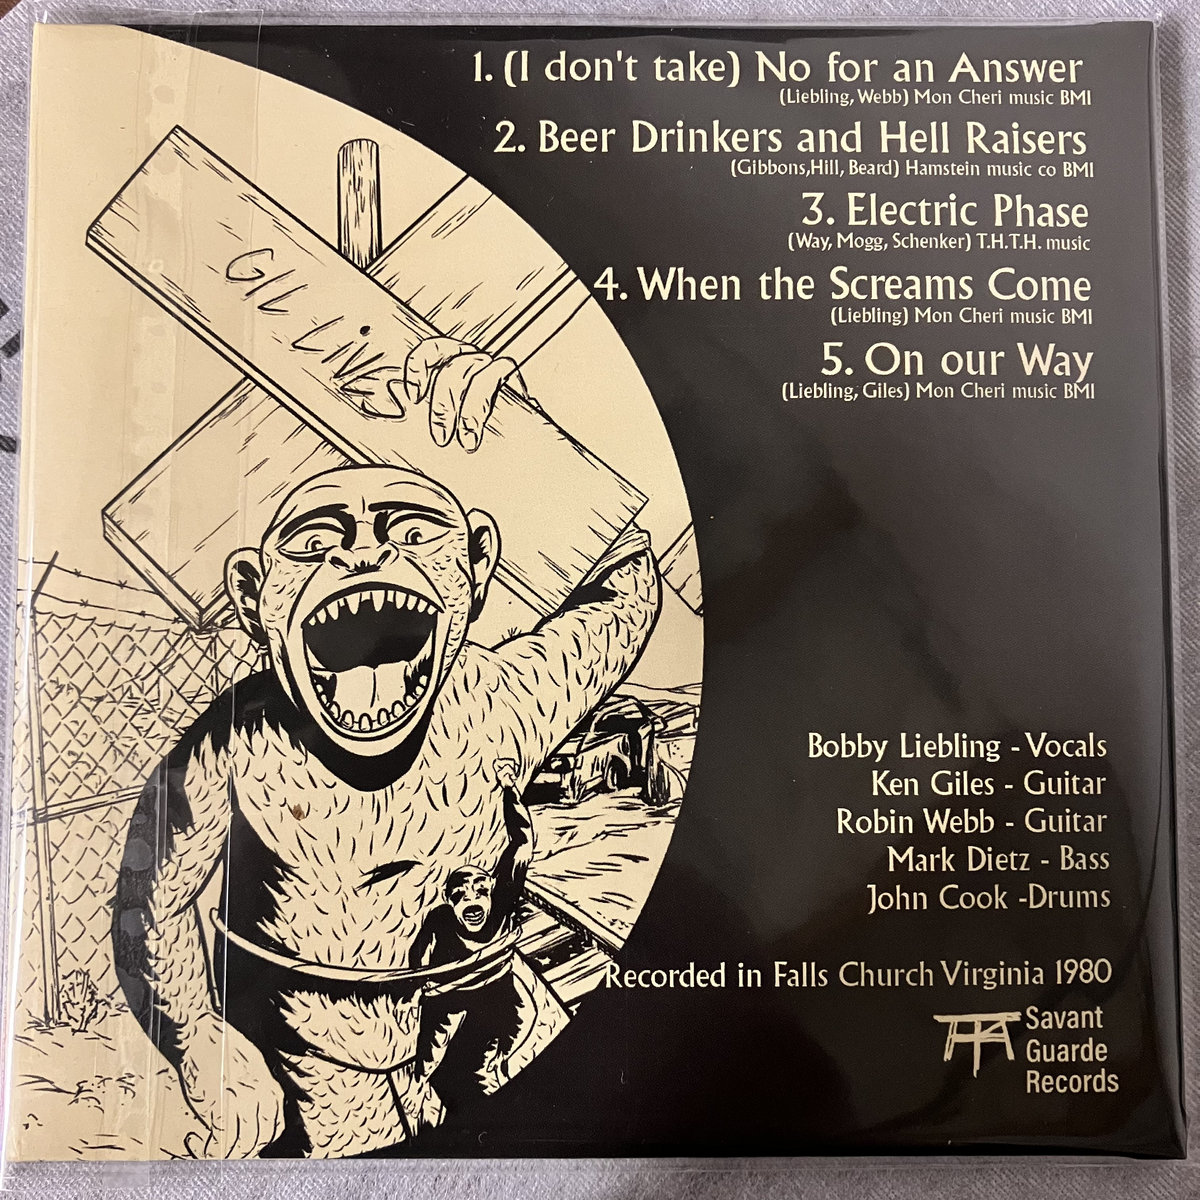 1. (I don't take) No for an Answer
(Liebling, Webb) Mon Cheri music BMI
2. Beer Drinkers and Hell Raisers
(Gibbons,Hill, Beard) Hamstein music co BMI
3. Electric Phase
(Way, Mogg, Schenker) T.H.T.H. music
4. When the Screams Come
(Liebling) Mon Cheri music BMI
5. On our Way
(Liebling, Giles) Mon Cheri music BMI
GIL LiVES
Bobby Liebling - Vocals
Ken Giles - Guitar
Robin Webb - Guitar
Mark Dietz - Bass
John Cook -Drums
Recorded in Falls Church Virginia 1980
Savant
Guarde
Records